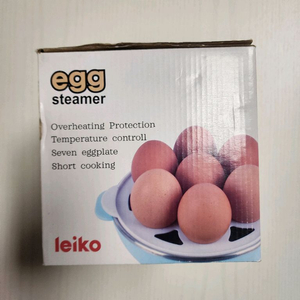 egg
steamer
Overheating Protection
Temperature controll
Seven eggplate
Short cooking
leiko